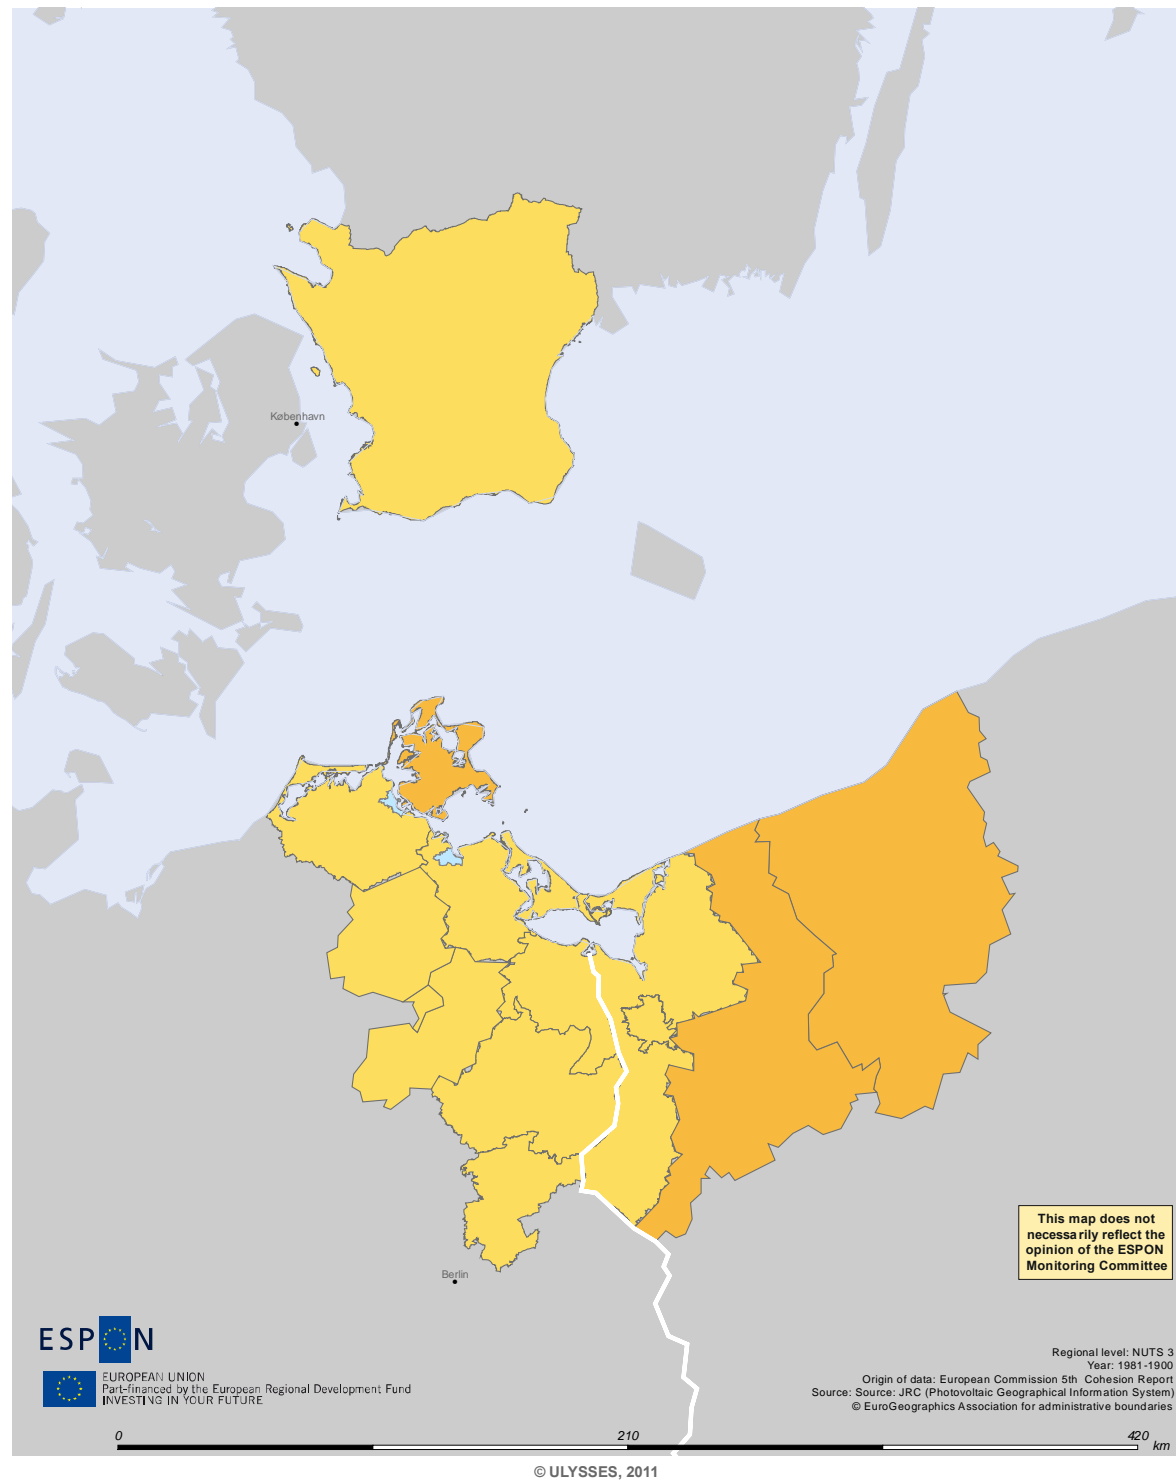 København
Berlin
This map does not
necessarily reflect the
opinion of the ESPON
Monitoring Committee
ESPON
EUROPEAN UNION
Part-financed by the European Regional Development Fund
INVESTING IN YOUR FUTURE
Regional level: NUTS 3
Year: 1981-1900
Origin of data: European Commission 5th Cohesion Report
Source: Source: JRC (Photovoltaic Geographical Information System)
© EuroGeographics Association for administrative boundaries
0 210 420
km
© ULYSSES, 2011